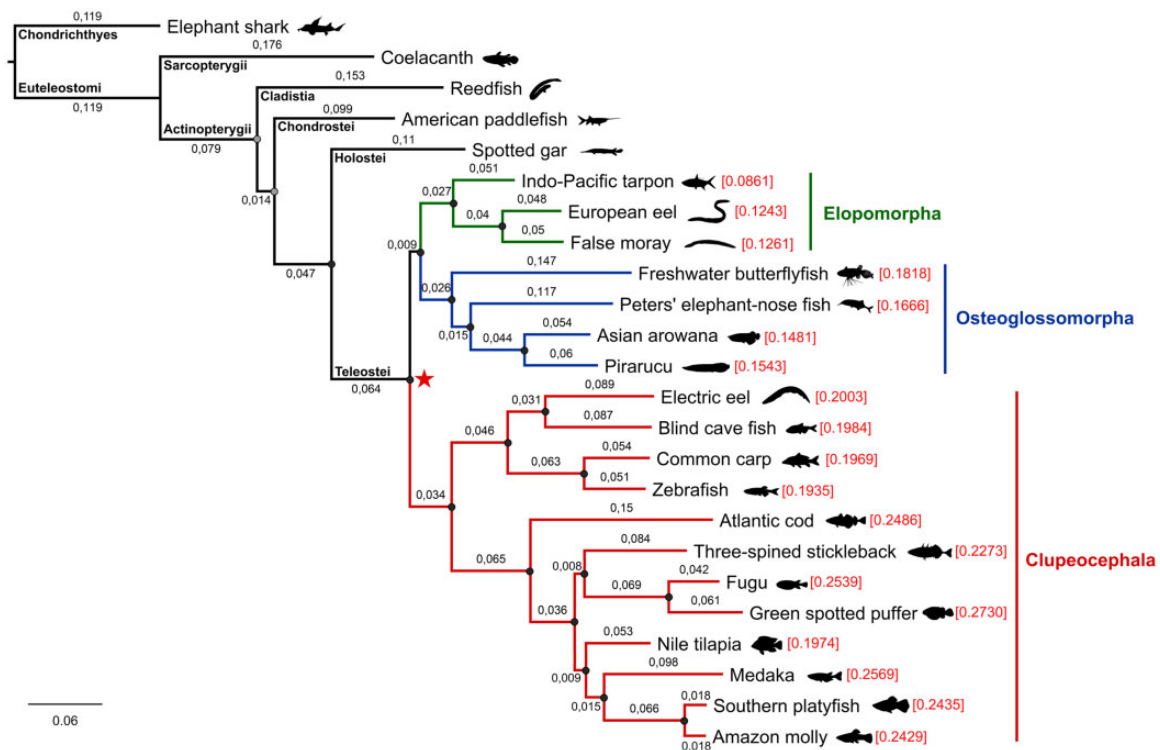 0,119
Elephant shark
Chondrichthyes
0,176
Coelacanth
Sarcopterygii
0,153
Euteleostomi
Reedfish
0,119
Cladistia
0,099
American paddlefish
Chondrostei
Actinopterygii
0,11
0,079
Spotted gar
Holostei
0,051
Indo-Pacific tarpon [0.0861]
0,014
0,027
0,048
0,04
European eel [0.1243]
Elopomorpha
0,05
False moray [0.1261]
0,009
0,047
0,147
Freshwater butterflyfish [0.1818]
0,026
0,117
Peters' elephant-nose fish [0.1666]
Osteoglossomorpha
0,015
0,054
0,044
Asian arowana [0.1481]
0,06
Pirarucu [0.1543]
Teleostei
0,064
0,089
Electric eel [0.2003]
0,031
0,087
Blind cave fish [0.1984]
0,046
0,054
Common carp [0.1969]
0,063
0,051
Zebrafish [0.1935]
0,034
0,15
Atlantic cod [0.2486]
0,084
Three-spined stickleback [0.2273]
0,065
Clupeocephala
0,008
0,042
Fugu [0.2539]
0,069
0,061
Green spotted puffer [0.2730]
0,036
0,053
Nile tilapia [0.1974]
0,098
Medaka [0.2569]
0,009
0,018
Southern platyfish [0.2435]
0,015
0,066
Amazon molly [0.2429]
0,018
0.06